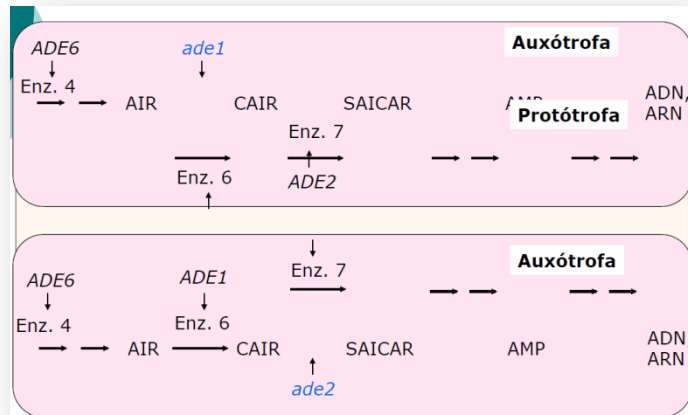 ADE6 ade1 Auxótrofa
Enz. 4
AIR CAIR SAICAR AMP ADN,
ARN
Protótrofa
Enz. 7
Enz. 6 ADE2
ADE6 ADE1 Enz. 7 Auxótrofa
Enz. 4 Enz. 6
AIR CAIR SAICAR AMP ADN,
ARN
ade2